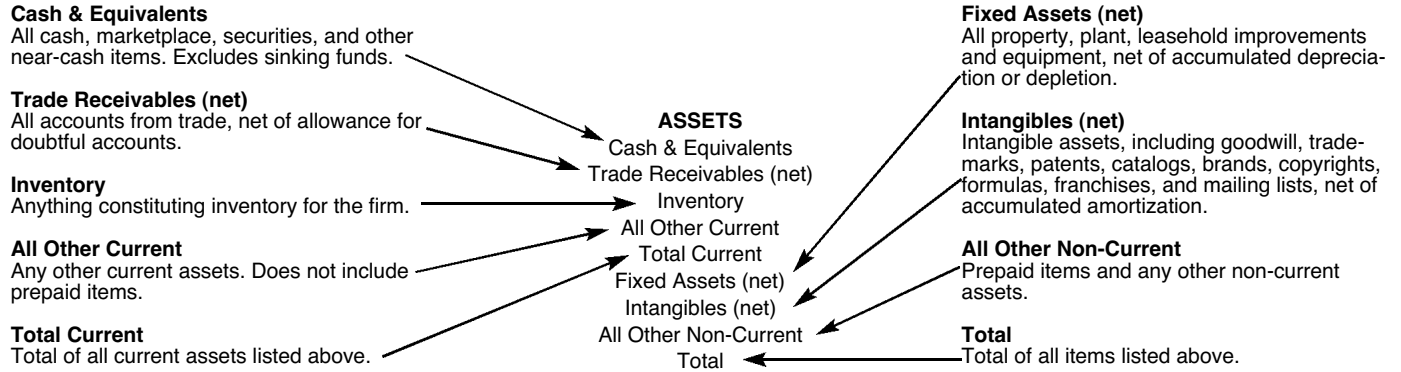 Cash & Equivalents
All cash, marketplace, securities, and other
near-cash items. Excludes sinking funds.
Trade Receivables (net)
All accounts from trade, net of allowance for
doubtful accounts.
Inventory
Anything constituting inventory for the firm.
All Other Current
Any other current assets. Does not include
prepaid items.
Total Current
Total of all current assets listed above.
ASSETS
Cash & Equivalents
Trade Receivables (net)
Inventory
All Other Current
Total Current
Fixed Assets (net)
Intangibles (net)
All Other Non-Current
Total
Fixed Assets (net)
All property, plant, leasehold improvements
and equipment, net of accumulated deprecia-
tion or depletion.
Intangibles (net)
Intangible assets, including goodwill, trade-
marks, patents, catalogs, brands, copyrights,
formulas, franchises, and mailing lists, net of
accumulated amortization.
All Other Non-Current
Prepaid items and any other non-current
assets.
Total
Total of all items listed above.